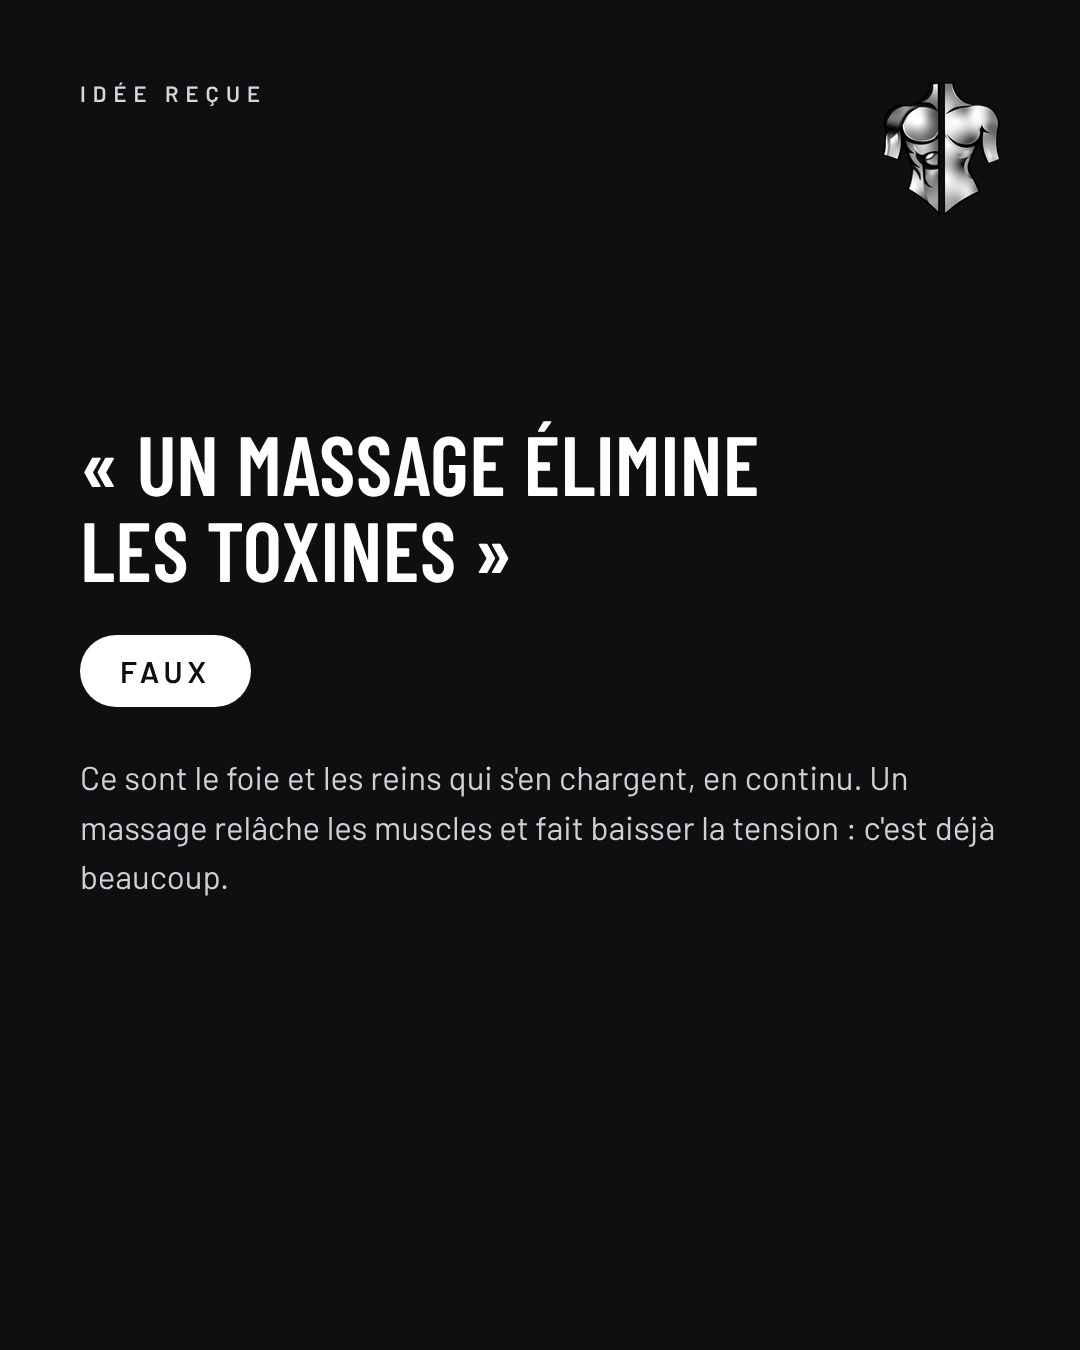 IDÉE REÇUE
« UN MASSAGE ÉLIMINE
LES TOXINES »
FAUX
Ce sont le foie et les reins qui s'en chargent, en continu. Un
massage relâche les muscles et fait baisser la tension : c'est déjà
beaucoup.